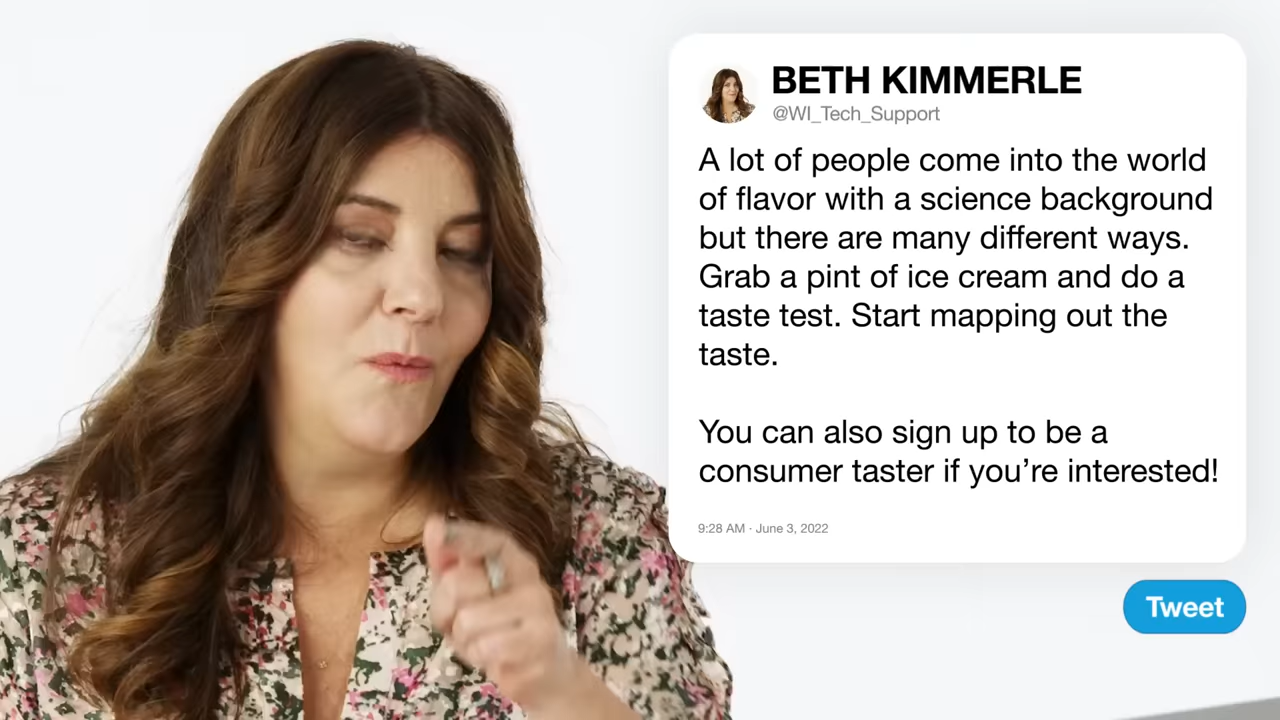 BETH KIMMERLE
@WI_Tech_Support
A lot of people come into the world
of flavor with a science background
but there are many different ways.
Grab a pint of ice cream and do a
taste test. Start mapping out the
taste.
You can also sign up to be a
consumer taster if you’re interested!
9:28 AM · June 3, 2022
Tweet